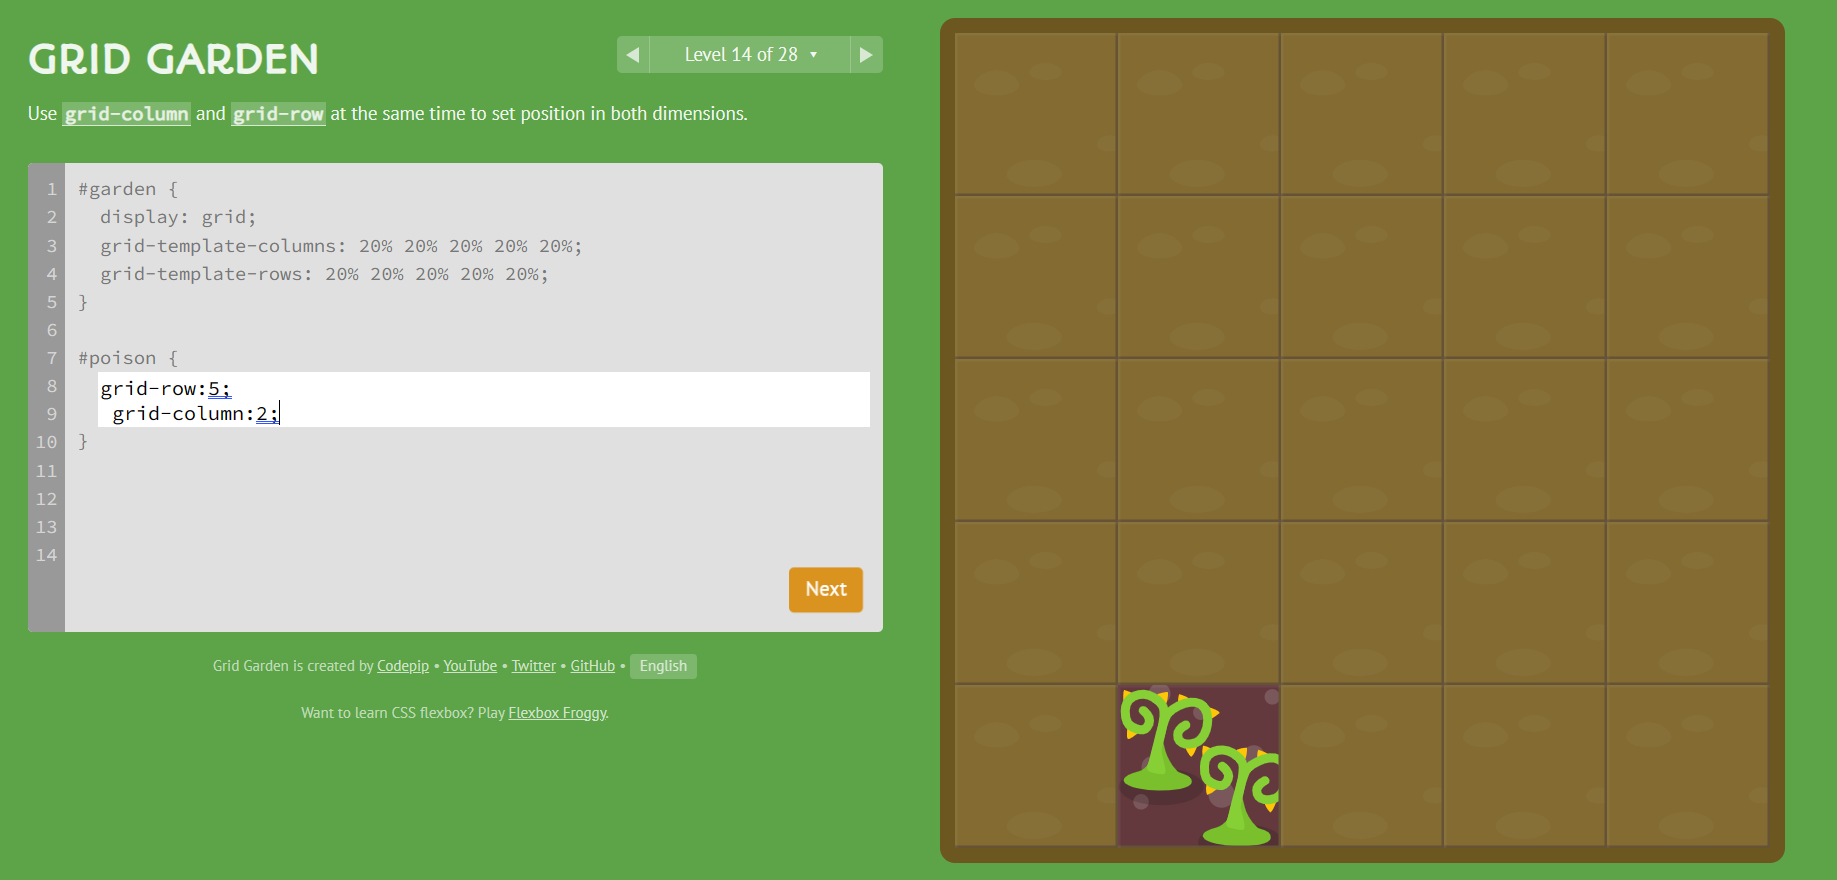 GRID GARDEN
◀ Level 14 of 28 ▼ ▶
Use grid-column and grid-row at the same time to set position in both dimensions.
1 #garden {
2 display: grid;
3 grid-template-columns: 20% 20% 20% 20% 20%;
4 grid-template-rows: 20% 20% 20% 20% 20%;
5 }
6
7 #poison {
8 grid-row:5;
9 grid-column:2;
10 }
11
12
13
14
Next
Grid Garden is created by Codepip • YouTube • Twitter • GitHub • English
Want to learn CSS flexbox? Play Flexbox Froggy.